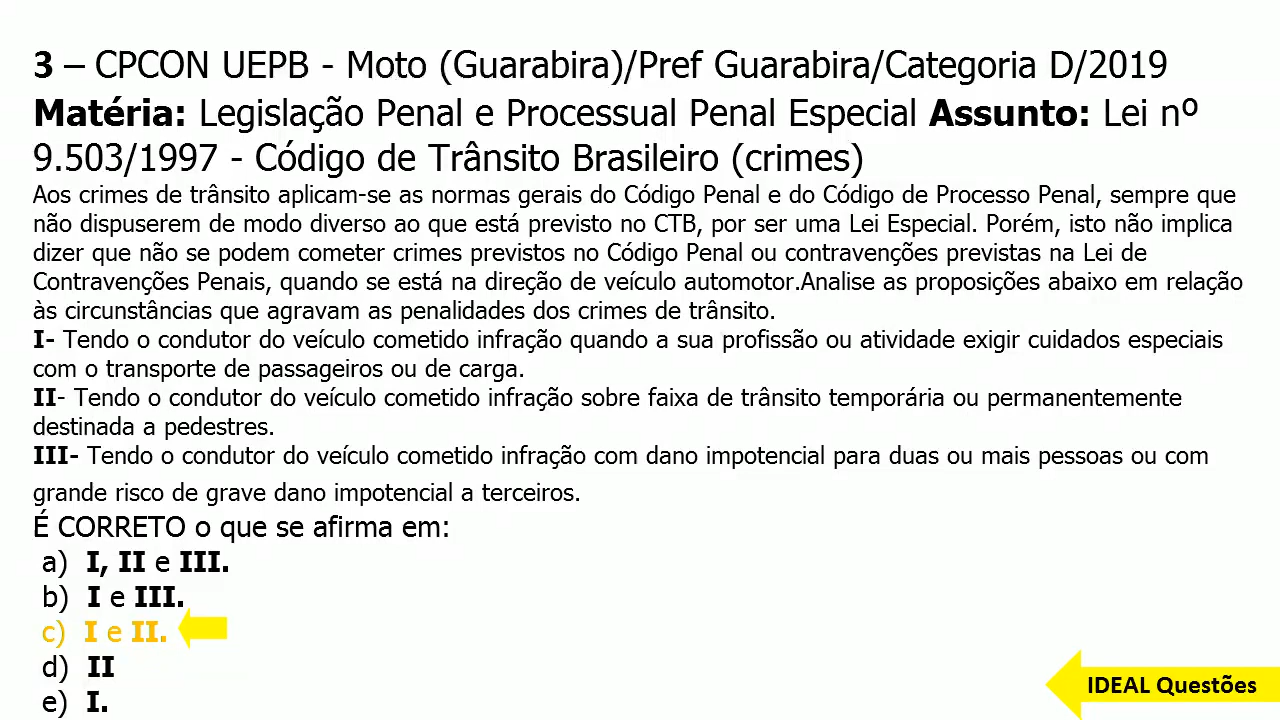 3 – CPCON UEPB - Moto (Guarabira)/Pref Guarabira/Categoria D/2019
Matéria: Legislação Penal e Processual Penal Especial Assunto: Lei nº
9.503/1997 - Código de Trânsito Brasileiro (crimes)
Aos crimes de trânsito aplicam-se as normas gerais do Código Penal e do Código de Processo Penal, sempre que
não dispuserem de modo diverso ao que está previsto no CTB, por ser uma Lei Especial. Porém, isto não implica
dizer que não se podem cometer crimes previstos no Código Penal ou contravenções previstas na Lei de
Contravenções Penais, quando se está na direção de veículo automotor.Analise as proposições abaixo em relação
às circunstâncias que agravam as penalidades dos crimes de trânsito.
I- Tendo o condutor do veículo cometido infração quando a sua profissão ou atividade exigir cuidados especiais
com o transporte de passageiros ou de carga.
II- Tendo o condutor do veículo cometido infração sobre faixa de trânsito temporária ou permanentemente
destinada a pedestres.
III- Tendo o condutor do veículo cometido infração com dano impotencial para duas ou mais pessoas ou com
grande risco de grave dano impotencial a terceiros.
É CORRETO o que se afirma em:
a) I, II e III.
b) I e III.
c) I e II.
d) II
e) I.
IDEAL Questões